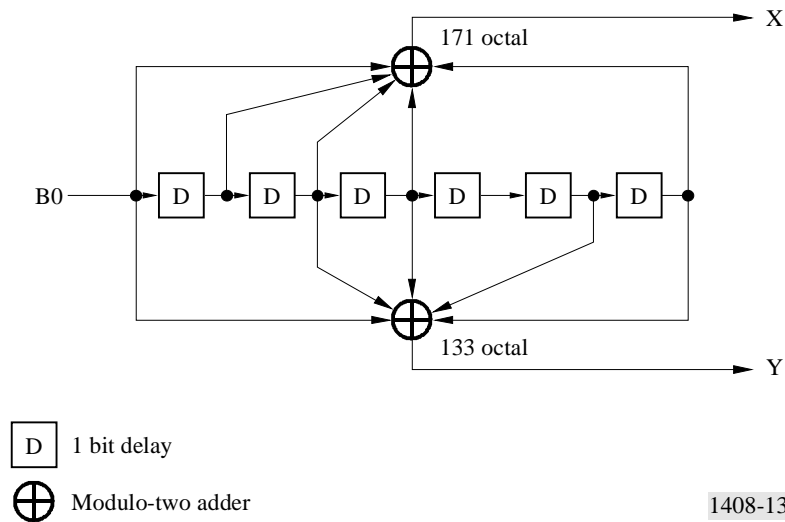 X
171 octal
B0 D D D D D D
133 octal
Y
D 1 bit delay
Modulo-two adder
1408-13